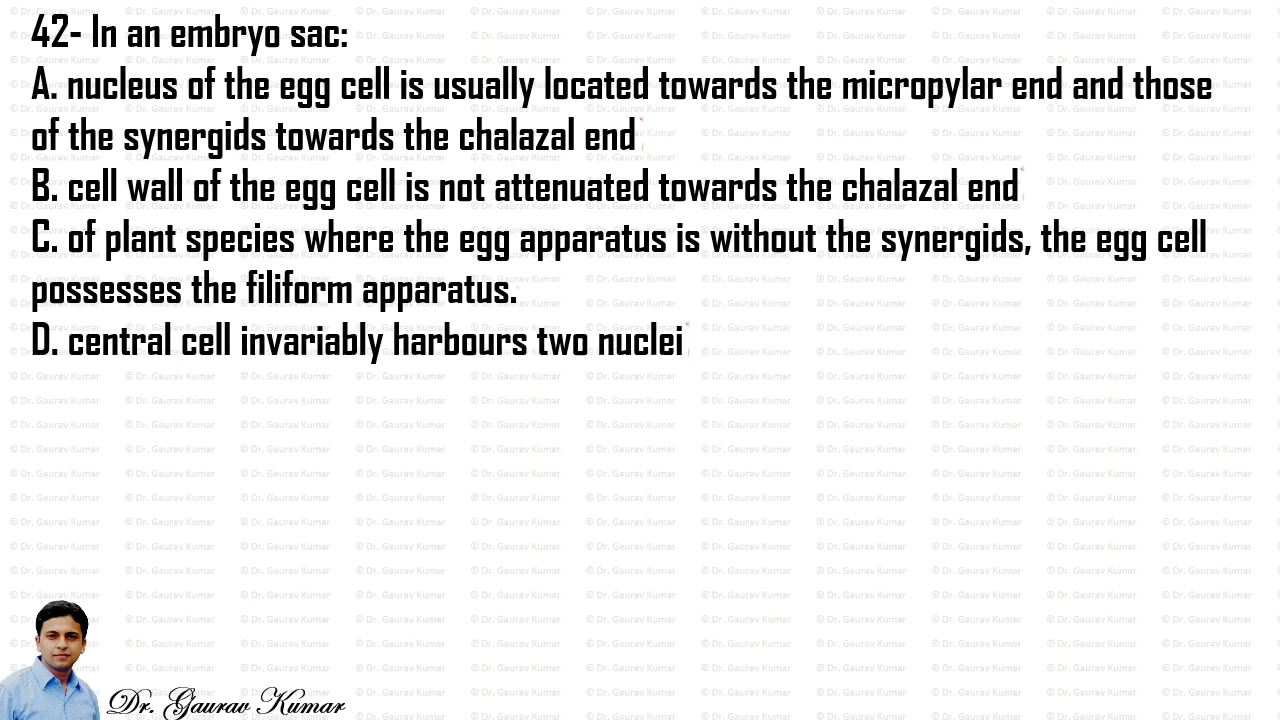 42- In an embryo sac:
A. nucleus of the egg cell is usually located towards the micropylar end and those
of the synergids towards the chalazal end
B. cell wall of the egg cell is not attenuated towards the chalazal end
C. of plant species where the egg apparatus is without the synergids, the egg cell
possesses the filiform apparatus.
D. central cell invariably harbours two nuclei
© Dr. Gaurav Kumar
Dr. Gaurav Kumar